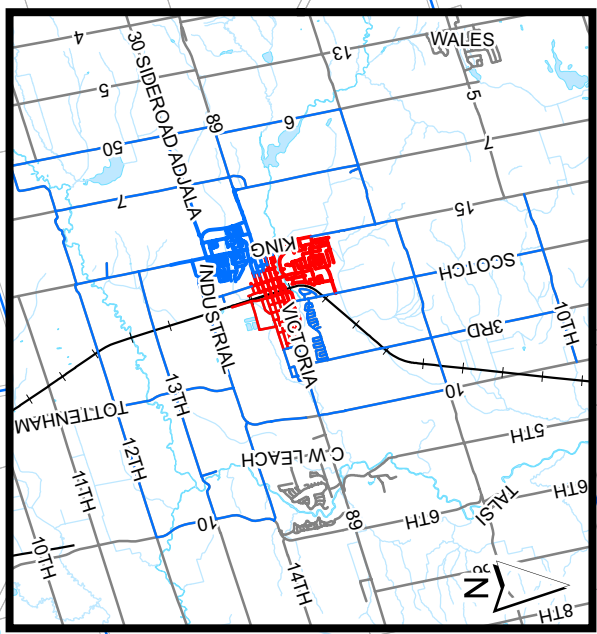 4
30 SIDEROAD ADJALA
13
WALES
5
5
89
6
50
7
7
15
KING
SCOTCH
INDUSTRIAL
VICTORIA
10TH
3RD
13TH
TOTTENHAM
10
12TH
C.W LEACH
5TH
11TH
TALSI
6TH
10
89
6TH
10TH
14TH
N
8TH